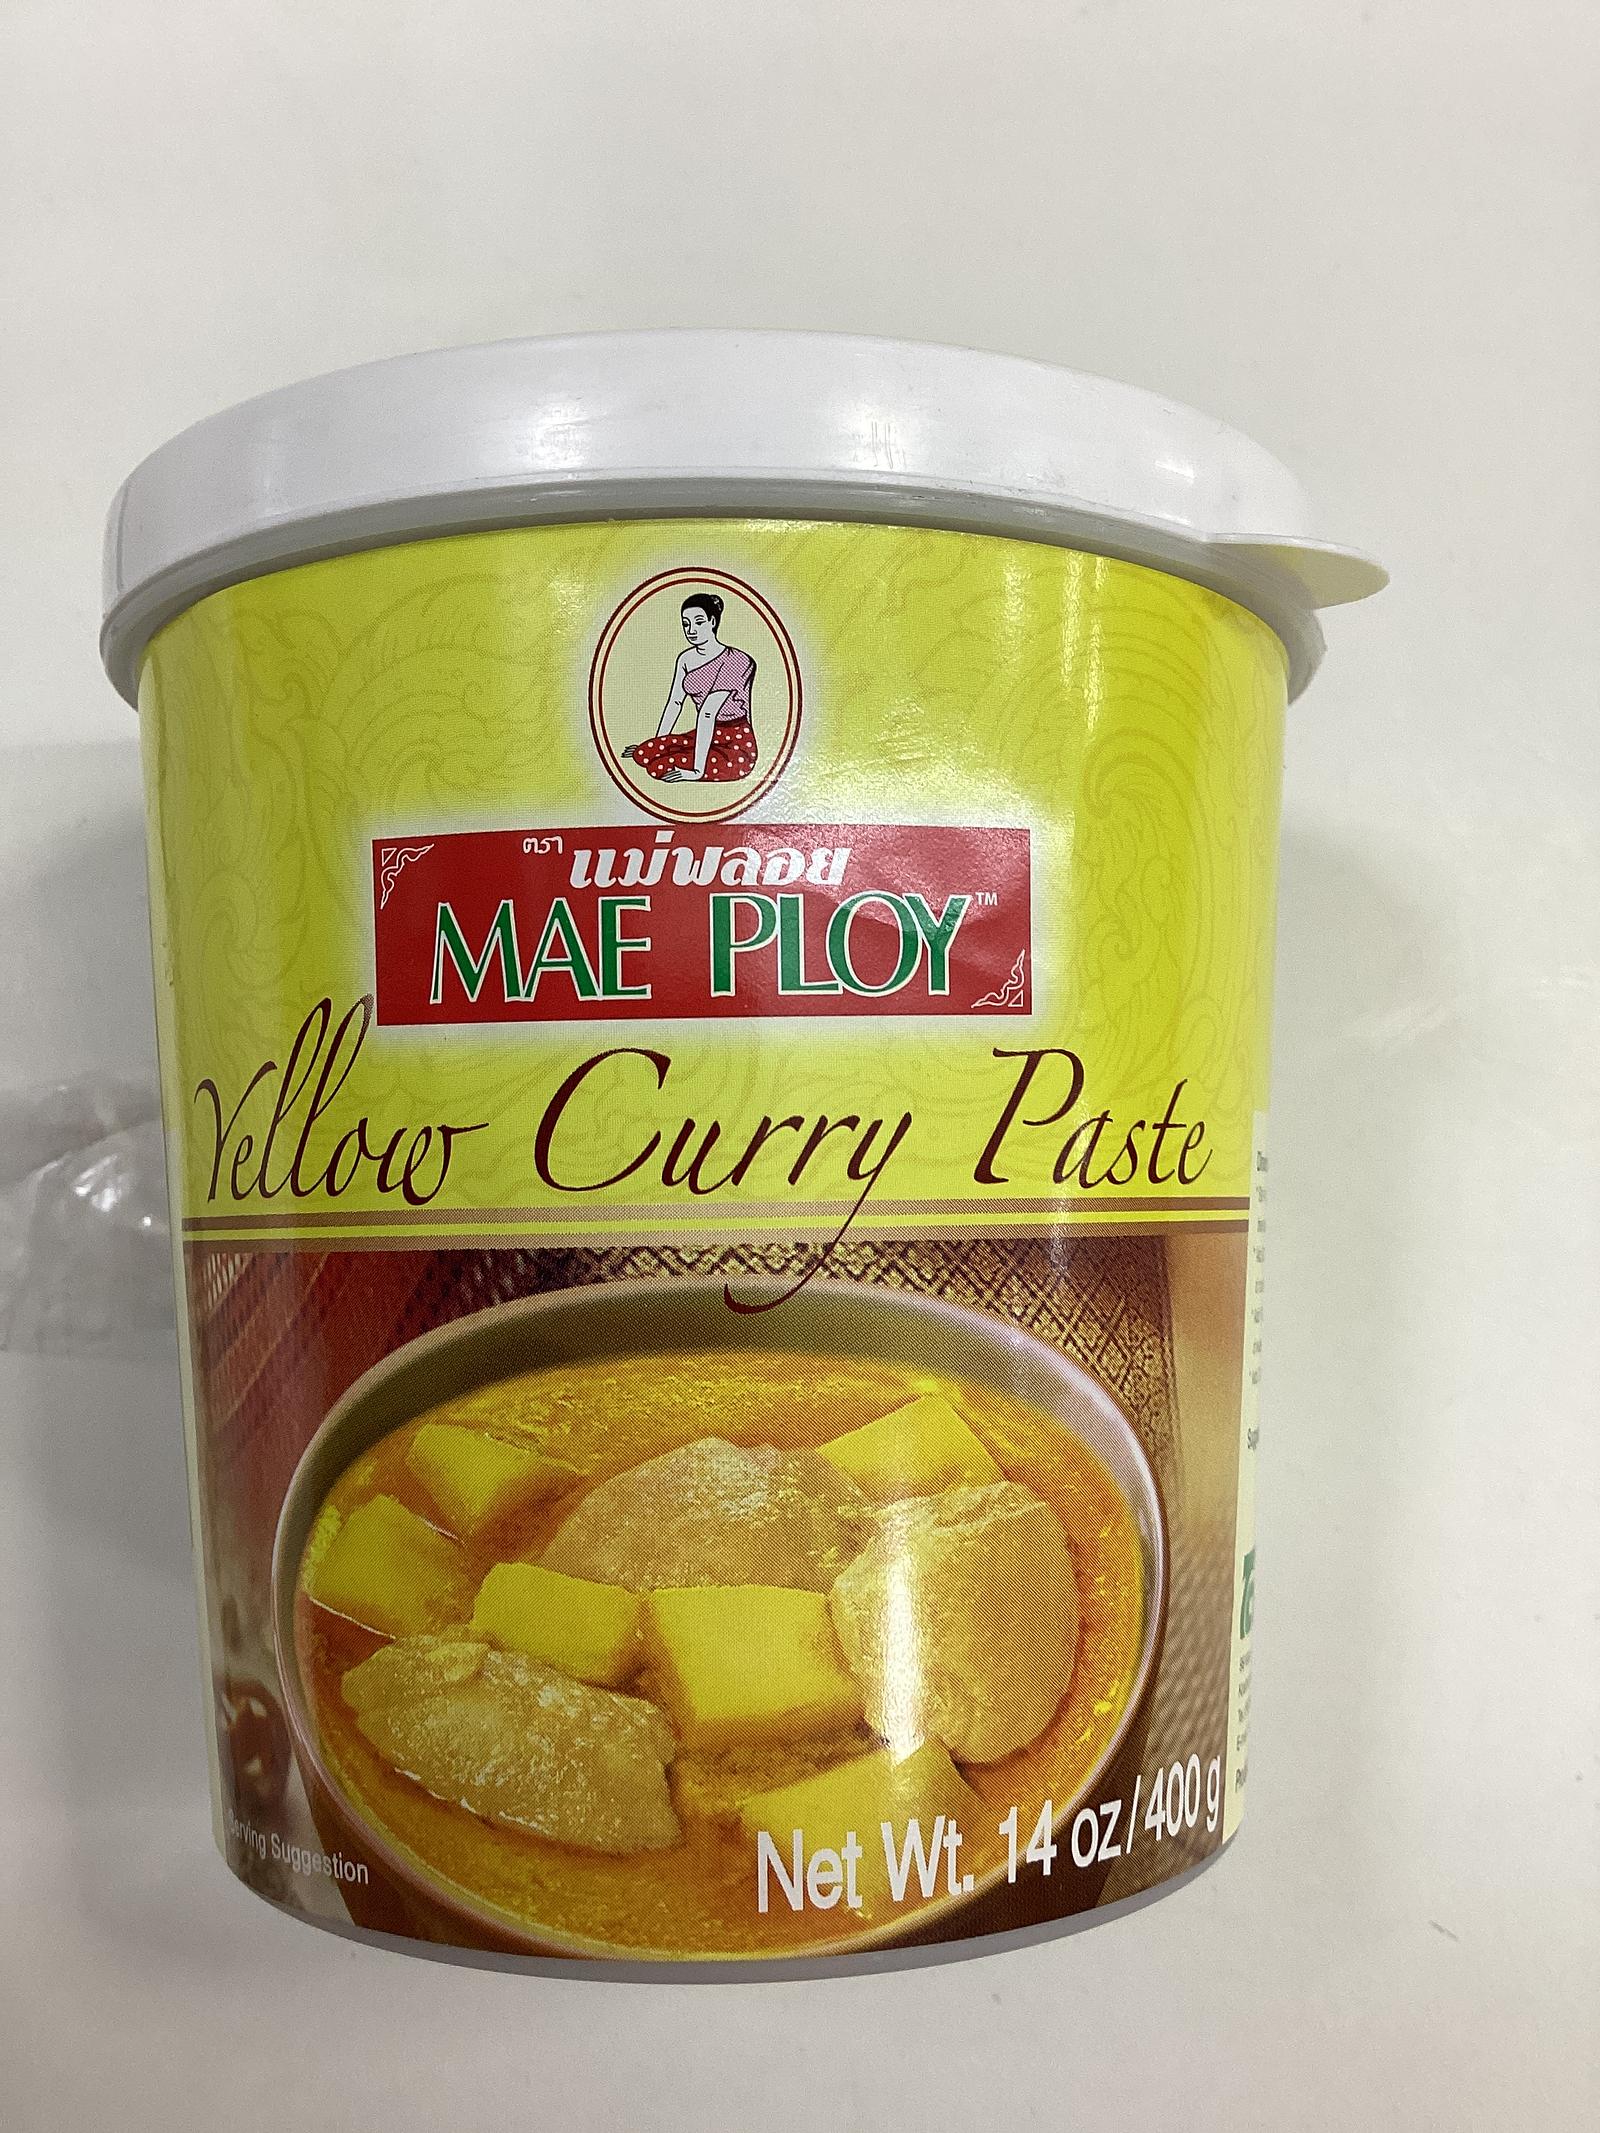 ตรา แม่พลอย
MAE PLOY™
Yellow Curry Paste
Serving Suggestion
Net Wt. 14 oz/400 g